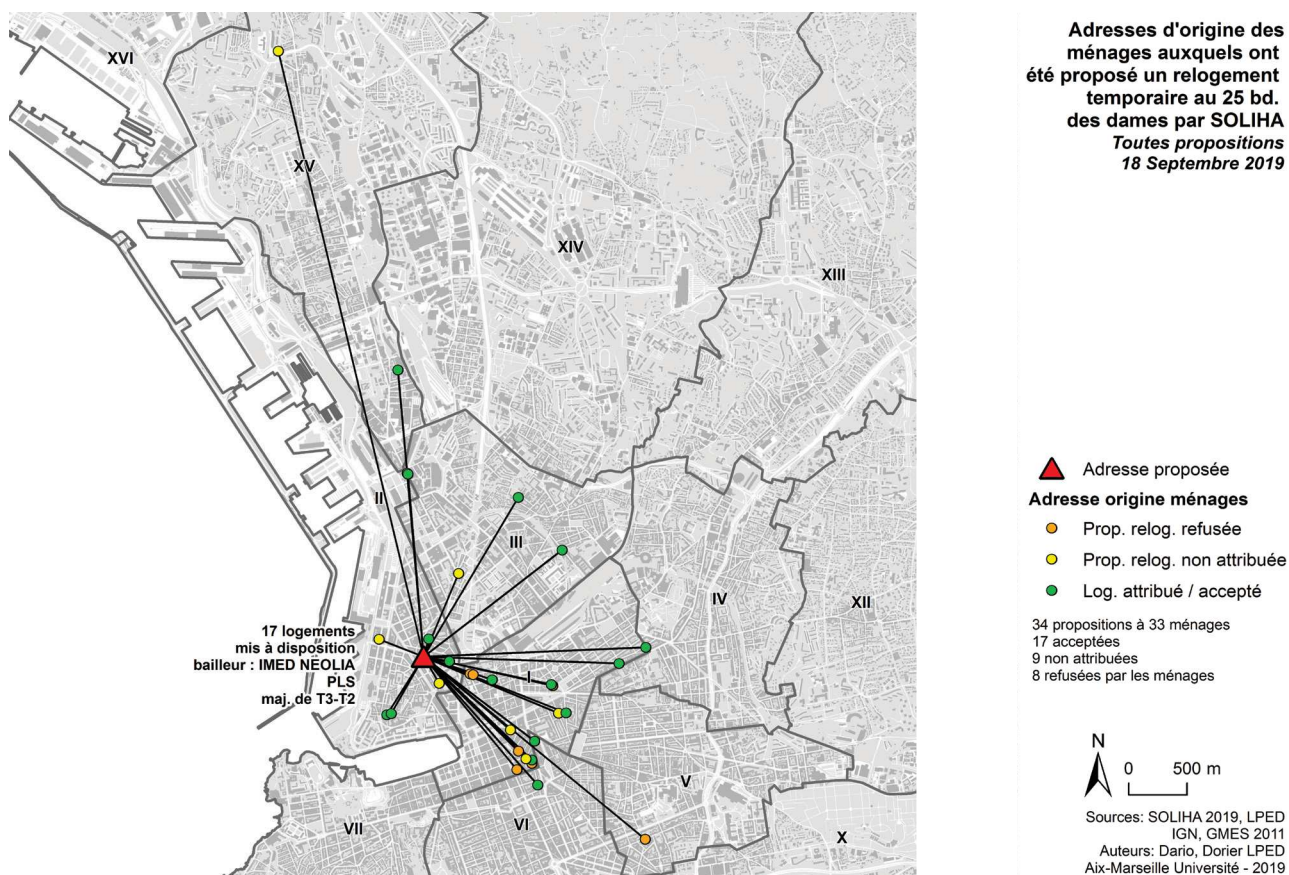 XVI
XV
XIV
XIII
II
III
IV
XII
I
V
VI
VII
X
17 logements
mis à disposition
bailleur : IMED NEOLIA
PLS
maj. de T3-T2
Adresses d'origine des
ménages auxquels ont
été proposé un relogement
temporaire au 25 bd.
des dames par SOLIHA
Toutes propositions
18 Septembre 2019
Adresse proposée
Adresse origine ménages
Prop. relog. refusée
Prop. relog. non attribuée
Log. attribué / accepté
34 propositions à 33 ménages
17 acceptées
9 non attribuées
8 refusées par les ménages
N
0 500 m
Sources: SOLIHA 2019, LPED
IGN, GMES 2011
Auteurs: Dario, Dorier LPED
Aix-Marseille Université - 2019